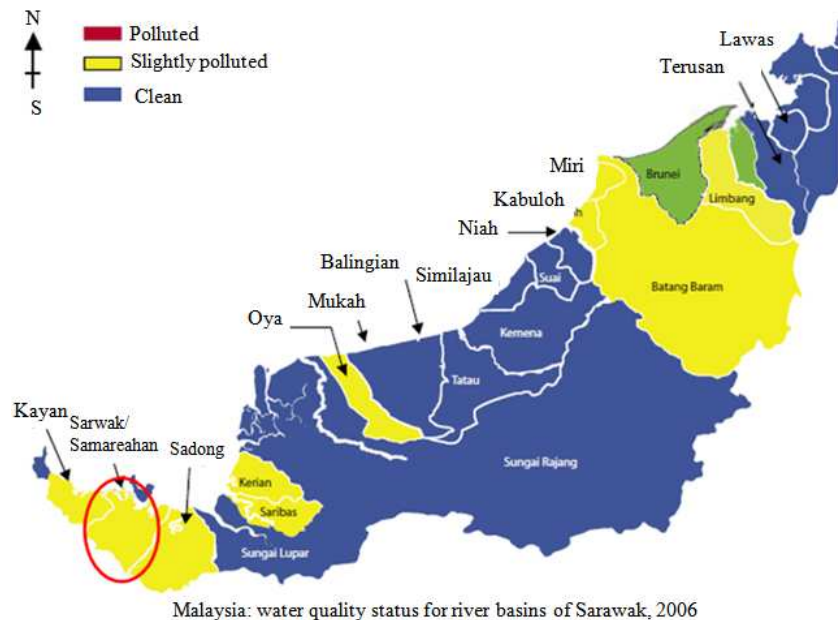 N
S
Polluted
Slightly polluted
Clean
Lawas
Terusan
Miri
Brunei
Kabuloh
h
Limbang
Niah
Balingian
Similajau
Suai
Batang Baram
Mukah
Oya
Kemena
Tatau
Kayan
Sarwak/
Samareahan
Sadong
Sungai Rajang
Kerian
Saribas
Sungai Lupar
Malaysia: water quality status for river basins of Sarawak, 2006